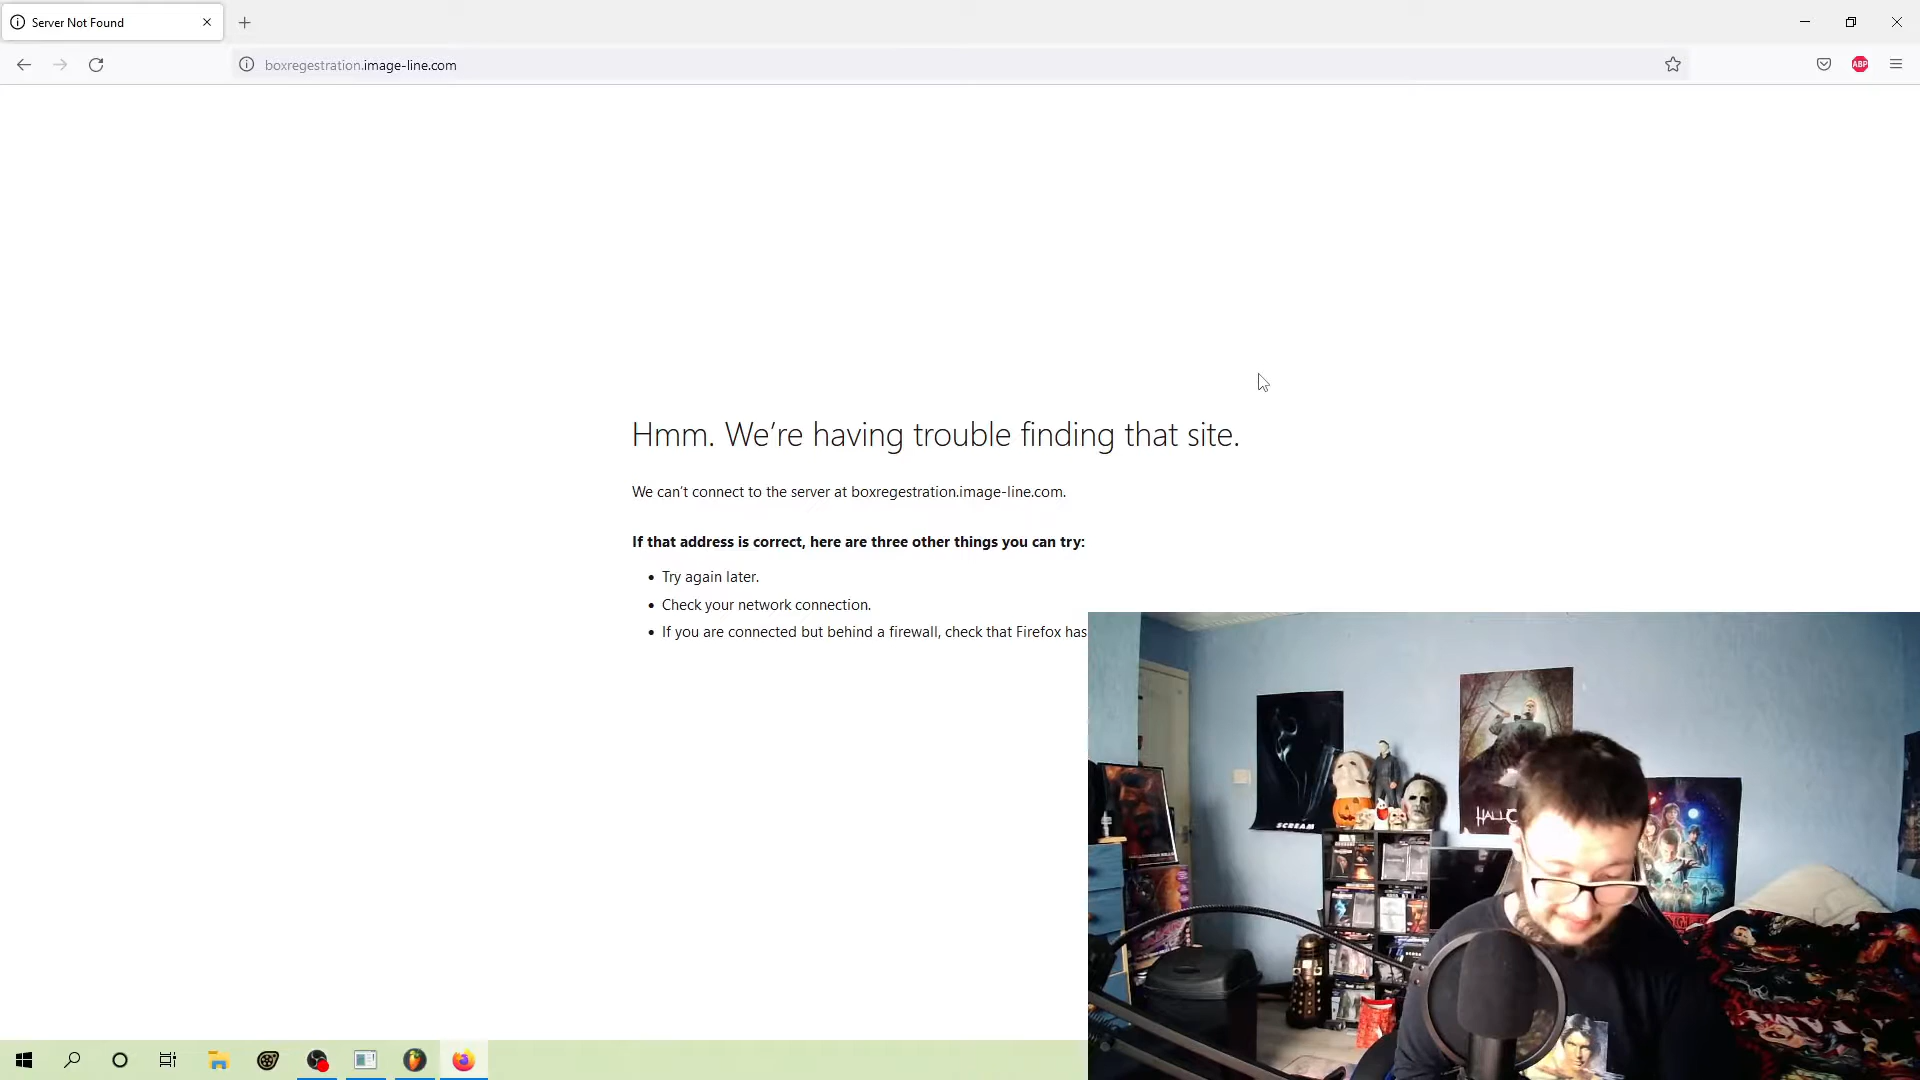 Server Not Found
boxregestration.image-line.com
ABP
Hmm. We’re having trouble finding that site.
We can’t connect to the server at boxregestration.image-line.com.
If that address is correct, here are three other things you can try:
• Try again later.
• Check your network connection.
• If you are connected but behind a firewall, check that Firefox has
SCREAM